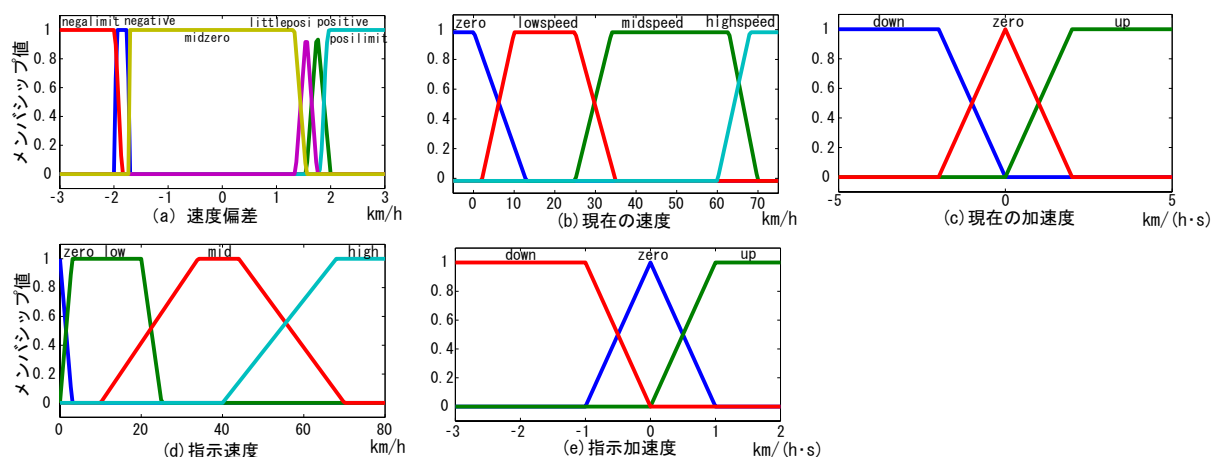 negalimit negative littleposi positive
midzero posilimit
メンバシップ値
1
0.8
0.6
0.4
0.2
0
-3 -2 -1 0 1 2 3
(a) 速度偏差 km/h
zero lowspeed midspeed highspeed
1
0.8
0.6
0.4
0.2
0
0 10 20 30 40 50 60 70
(b)現在の速度 km/h
down zero up
1
0.8
0.6
0.4
0.2
0
-5 0 5
(c)現在の加速度 km/(h·s)
zero low mid high
メンバシップ値
1
0.8
0.6
0.4
0.2
0
0 20 40 60 80
(d)指示速度 km/h
down zero up
1
0.8
0.6
0.4
0.2
0
-3 -2 -1 0 1 2
(e)指示加速度 km/(h·s)